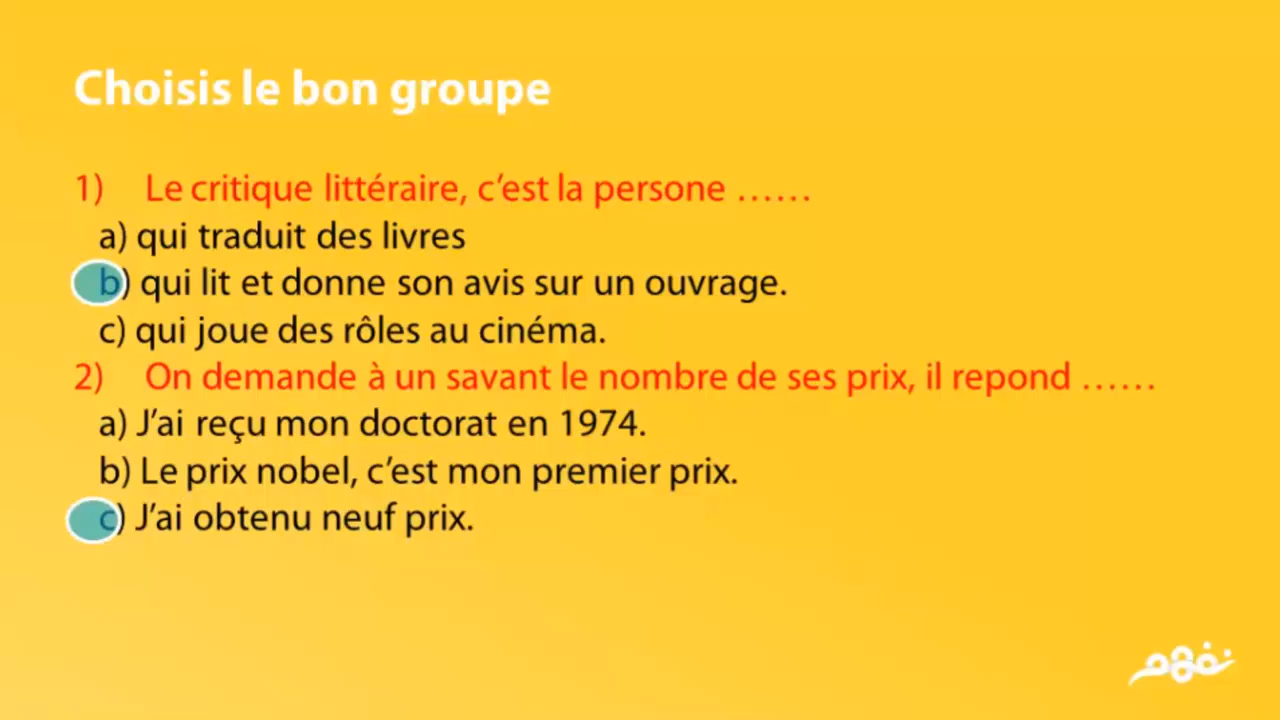 Choisis le bon groupe
1) Le critique littéraire, c’est la persone ......
a) qui traduit des livres
b) qui lit et donne son avis sur un ouvrage.
c) qui joue des rôles au cinéma.
2) On demande à un savant le nombre de ses prix, il repond ......
a) J’ai reçu mon doctorat en 1974.
b) Le prix nobel, c’est mon premier prix.
c) J’ai obtenu neuf prix.
نفهم